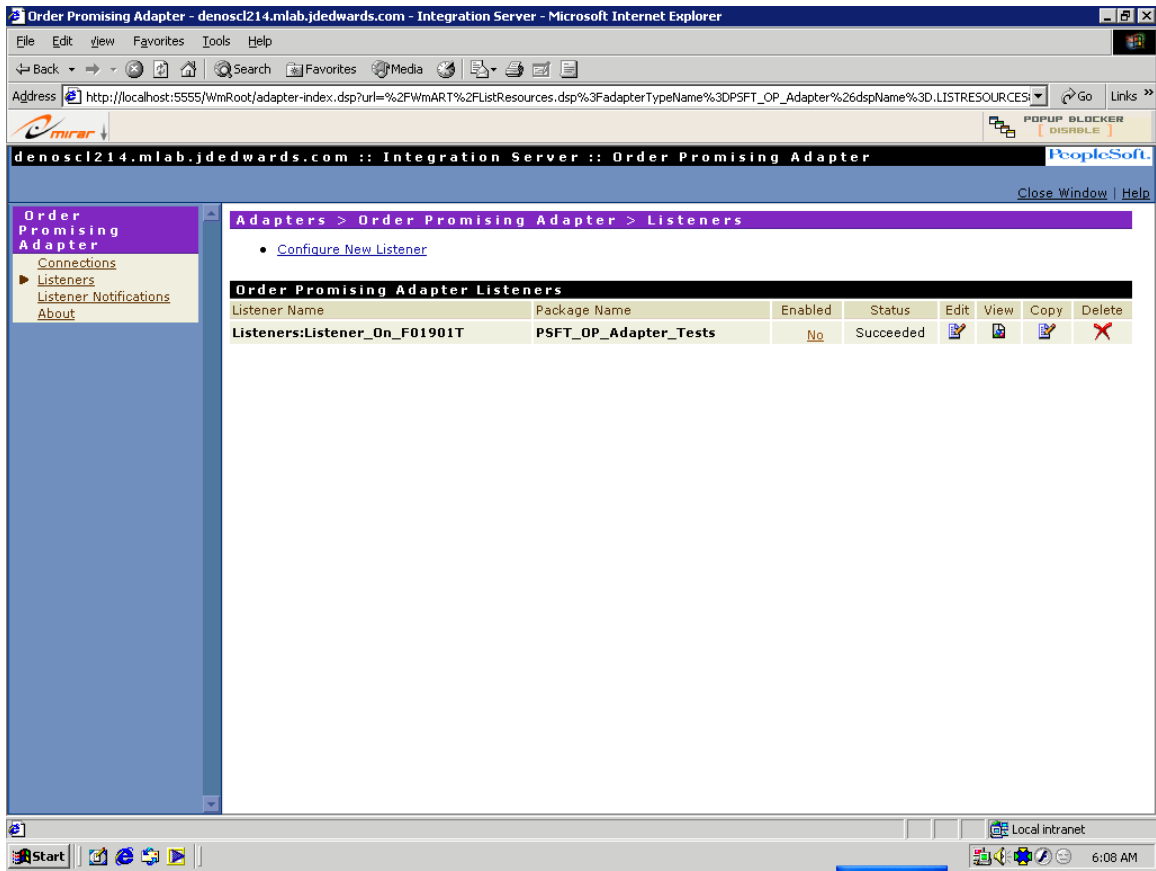 Order Promising Adapter - denoscl214.mlab.jdedwards.com - Integration Server - Microsoft Internet Explorer
File Edit View Favorites Tools Help
Back Search Favorites Media
Address http://localhost:5555/WmRoot/adapter-index.dsp?url=%2FWmART%2FListResources.dsp%3FadapterTypeName%3DPSFT_OP_Adapter%26dspName%3D.LISTRESOURCES Go Links »
mirar POPUP BLOCKER
[ DISABLE ]
denoscl214.mlab.jdedwards.com :: Integration Server :: Order Promising Adapter PeopleSoft.
Close Window | Help
Order
Promising
Adapter
Connections
Listeners
Listener Notifications
About
Adapters > Order Promising Adapter > Listeners
• Configure New Listener
Order Promising Adapter Listeners
Listener Name Package Name Enabled Status Edit View Copy Delete
Listeners:Listener_On_F01901T PSFT_OP_Adapter_Tests No Succeeded
Local intranet
Start 6:08 AM